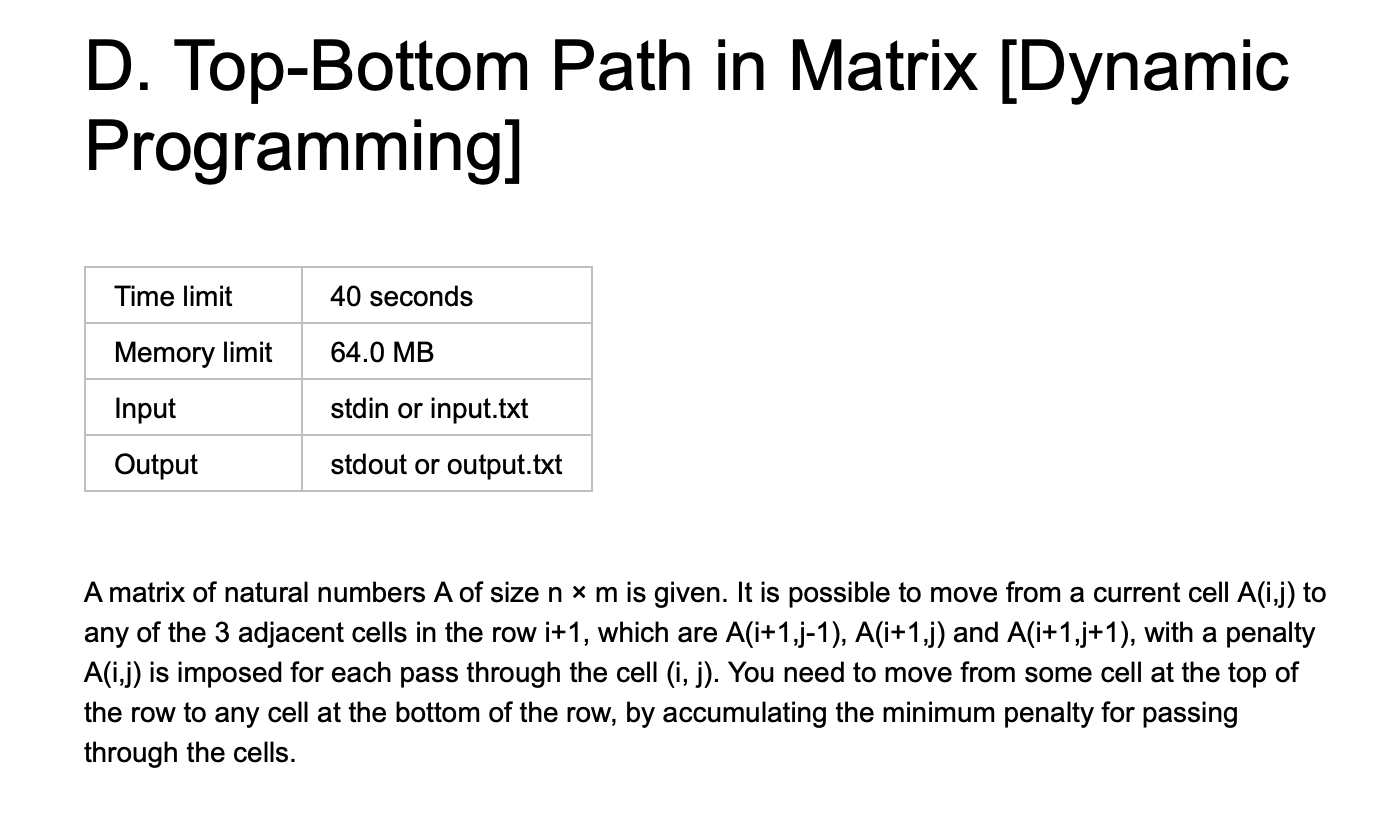 D. Top-Bottom Path in Matrix [Dynamic
Programming]
Time limit 40 seconds
Memory limit 64.0 MB
Input stdin or input.txt
Output stdout or output.txt
A matrix of natural numbers A of size n × m is given. It is possible to move from a current cell A(i,j) to
any of the 3 adjacent cells in the row i+1, which are A(i+1,j-1), A(i+1,j) and A(i+1,j+1), with a penalty
A(i,j) is imposed for each pass through the cell (i, j). You need to move from some cell at the top of
the row to any cell at the bottom of the row, by accumulating the minimum penalty for passing
through the cells.